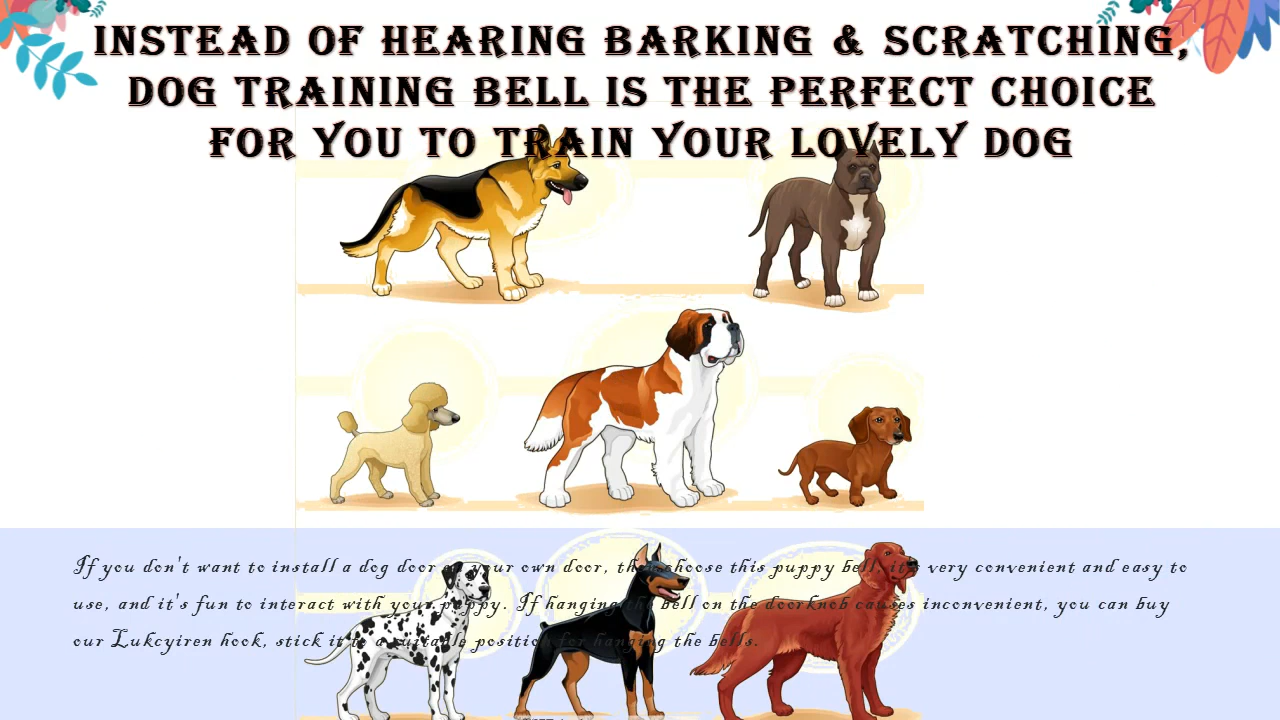 INSTEAD OF HEARING BARKING & SCRATCHING,
DOG TRAINING BELL IS THE PERFECT CHOICE
FOR YOU TO TRAIN YOUR LOVELY DOG
If you don't want to install a dog door on your own door, then choose this puppy bell, it's very convenient and easy to
use, and it's fun to interact with your puppy. If hanging the bell on the doorknob causes inconvenient, you can buy
our Lukcyiren hook, stick it to a suitable position for hanging the bells.